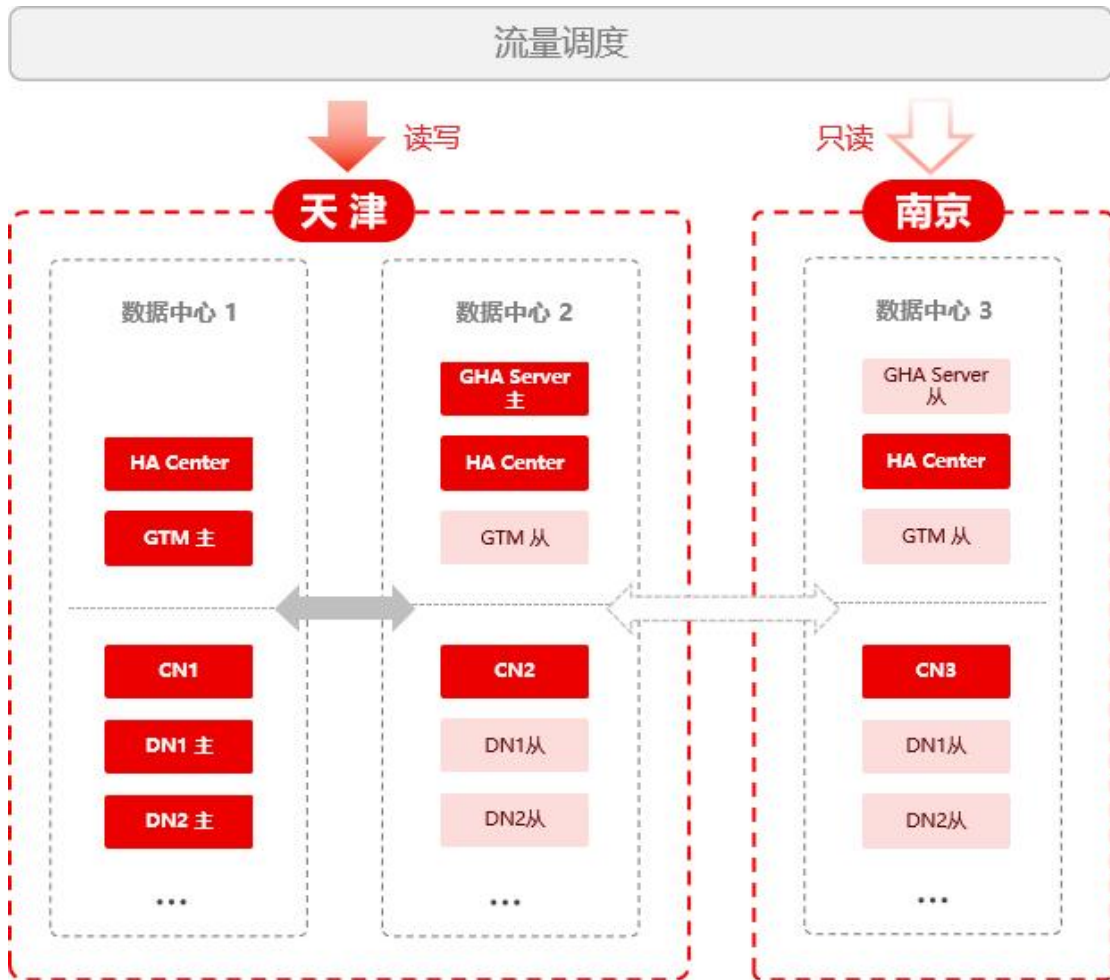 流量调度
读写
只读
天津
南京
数据中心 1
HA Center
GTM 主
CN1
DN1 主
DN2 主
...
数据中心 2
GHA Server
主
HA Center
GTM 从
CN2
DN1从
DN2从
...
数据中心 3
GHA Server
从
HA Center
GTM 从
CN3
DN1从
DN2从
...